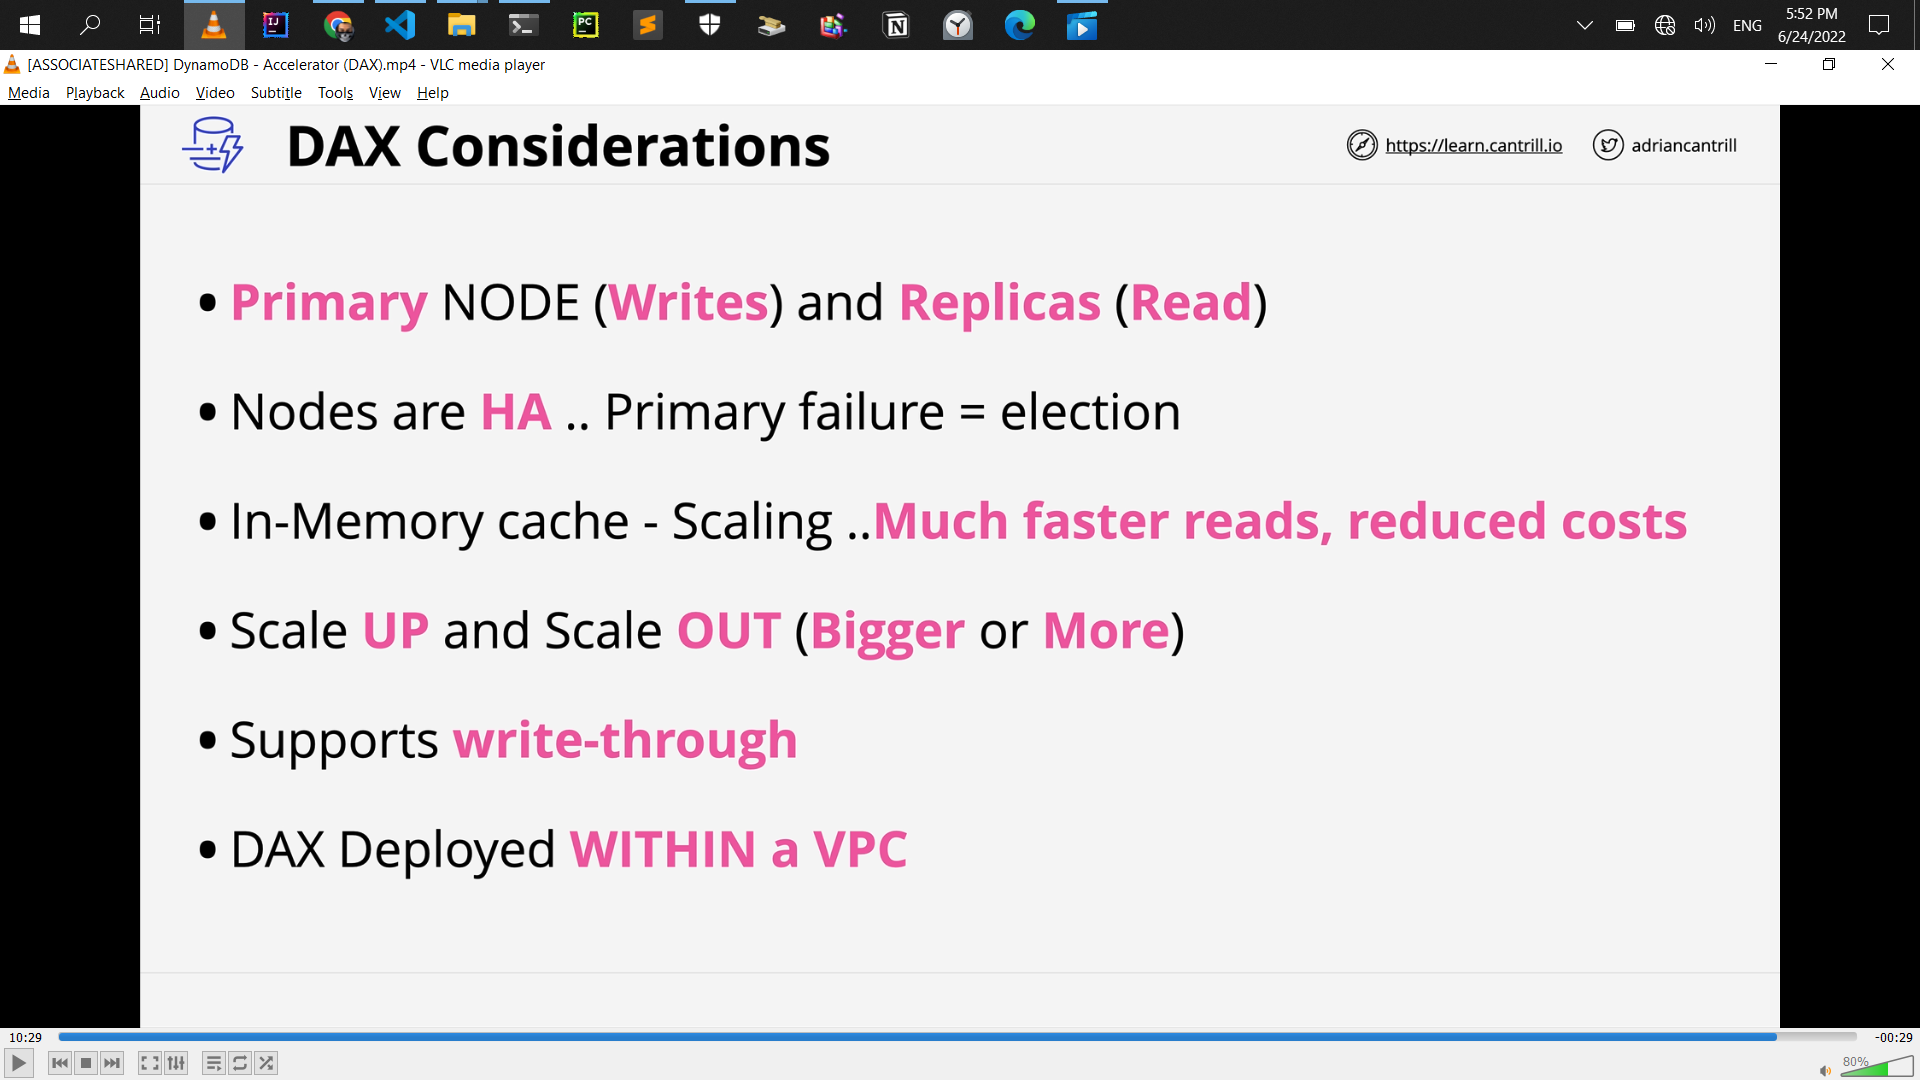 5:52 PM
ENG
6/24/2022
[ASSOCIATESHARED] DynamoDB - Accelerator (DAX).mp4 - VLC media player
Media Playback Audio Video Subtitle Tools View Help
DAX Considerations
https://learn.cantrill.io
adriancantrill
• Primary NODE (Writes) and Replicas (Read)
• Nodes are HA .. Primary failure = election
• In-Memory cache - Scaling ..Much faster reads, reduced costs
• Scale UP and Scale OUT (Bigger or More)
• Supports write-through
• DAX Deployed WITHIN a VPC
10:29
-00:29
80%